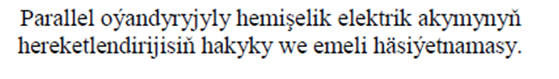 Parallel oýandyryjyly hemişelik elektrik akymynyň
hereketlendirijisiň hakyky we emeli häsiýetnamasy.